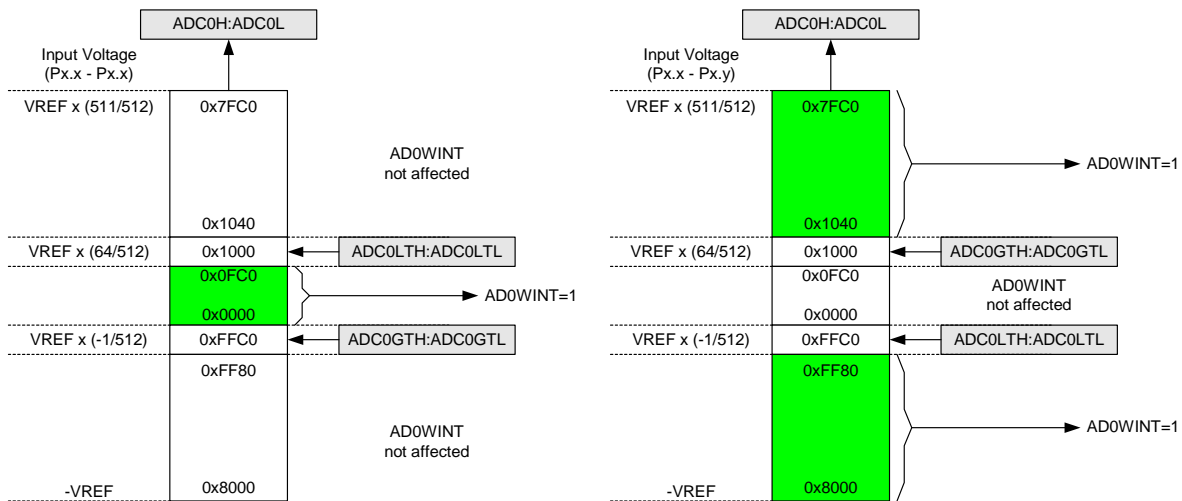 ADC0H:ADC0L
Input Voltage
(Px.x - Px.x)
VREF x (511/512)
0x7FC0
AD0WINT
not affected
0x1040
VREF x (64/512)
0x1000
ADC0LTH:ADC0LTL
0x0FC0
AD0WINT=1
0x0000
VREF x (-1/512)
0xFFC0
ADC0GTH:ADC0GTL
0xFF80
AD0WINT
not affected
-VREF
0x8000
ADC0H:ADC0L
Input Voltage
(Px.x - Px.y)
VREF x (511/512)
0x7FC0
AD0WINT=1
0x1040
VREF x (64/512)
0x1000
ADC0GTH:ADC0GTL
0x0FC0
AD0WINT
not affected
0x0000
VREF x (-1/512)
0xFFC0
ADC0LTH:ADC0LTL
0xFF80
AD0WINT=1
-VREF
0x8000